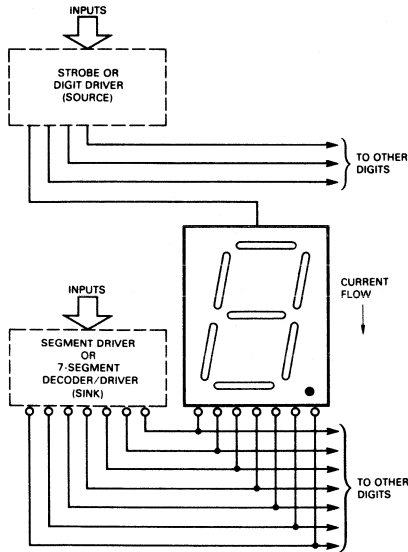 INPUTS
STROBE OR
DIGIT DRIVER
(SOURCE)
TO OTHER
DIGITS
CURRENT
FLOW
INPUTS
SEGMENT DRIVER
OR
7-SEGMENT
DECODER/DRIVER
(SINK)
TO OTHER
DIGITS